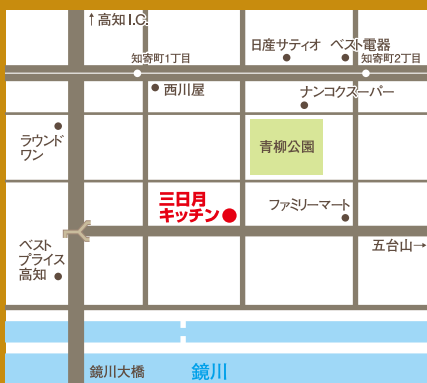 ↑高知I.C.
日産サティオ
ベスト電器
知寄町1丁目
知寄町2丁目
西川屋
ナンコクスーパー
ラウンド
ワン
青柳公園
三日月
キッチン
ファミリーマート
ベスト
プライス
高知
五台山→
鏡川大橋
鏡川